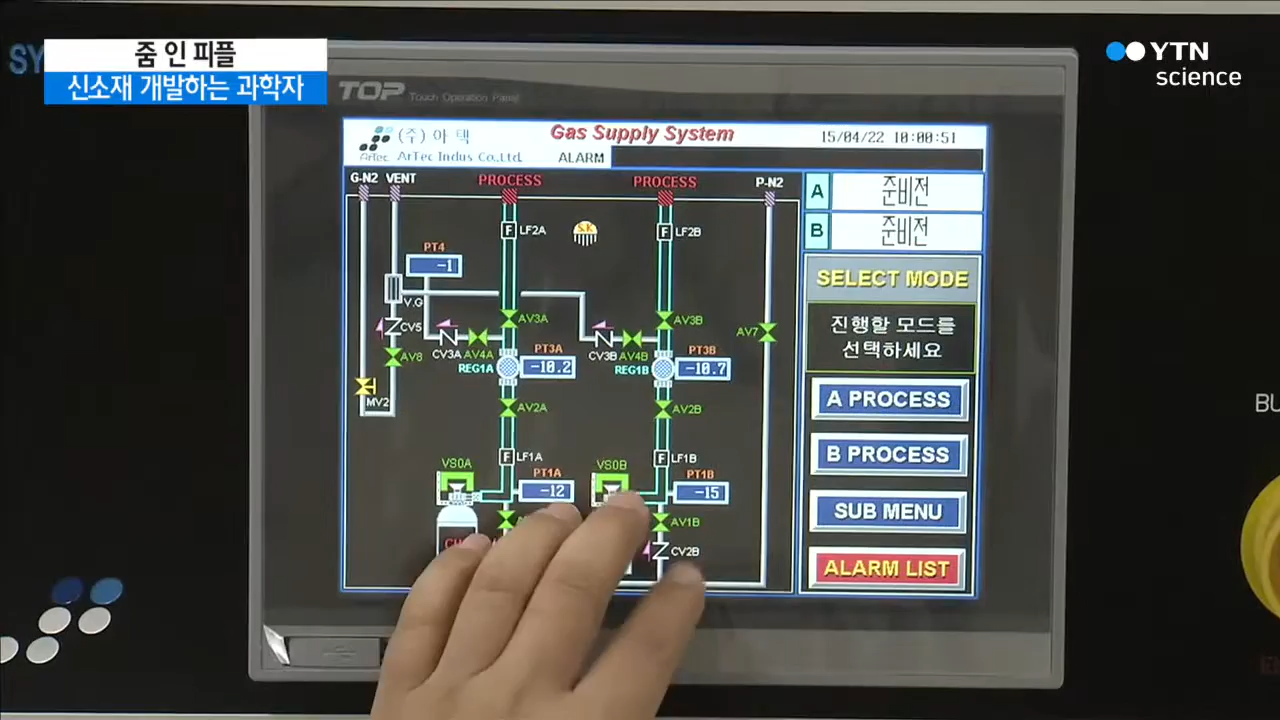 SY
줌 인 피플
신소재 개발하는 과학자
YTN
science
TOP Touch Operation Panel
(주) 아 택
ArTec
ArTec Indus Co.,Ltd.
Gas Supply System
15/04/22 10:00:51
ALARM
G-N2 VENT PROCESS PROCESS P-N2
A 준비전
B 준비전
LF2A SK LF2B
F F
PT4
-1
SELECT MODE
V.G
CV5
AV3A AV3B AV7
진행할 모드를
선택하세요
CV3A AV4A PT3A CV3B AV4B PT3B
AV8
REG1A -10.2 REG1B -10.7
MV2
A PROCESS
AV2A AV2B
B PROCESS
F LF1A F LF1B
VS0A PT1A VS0B PT1B
-12 -15
SUB MENU
AV1B
CV2B
ALARM LIST
BU